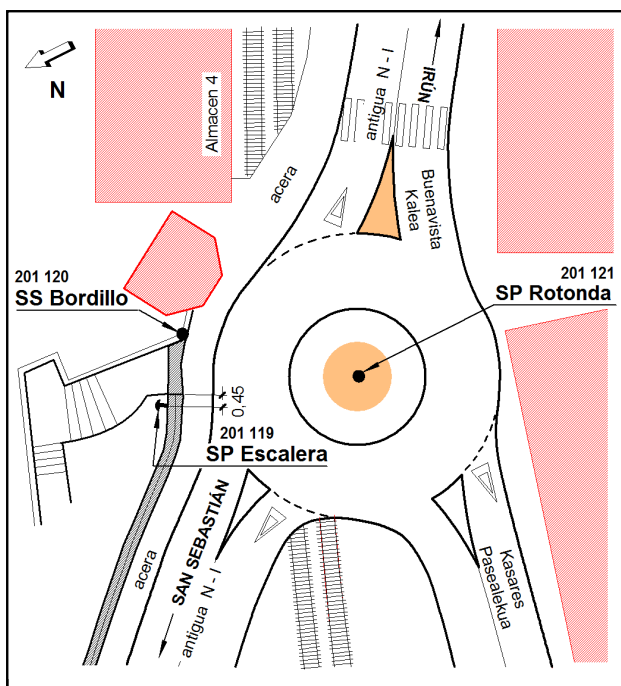 N
Almacen 4
acera
antigua N - I
IRÚN
Buenavista
Kalea
201 120
SS Bordillo
201 121
SP Rotonda
0,45
201 119
SP Escalera
acera
SAN SEBASTIÁN
antigua N - I
Kasares
Pasealekua